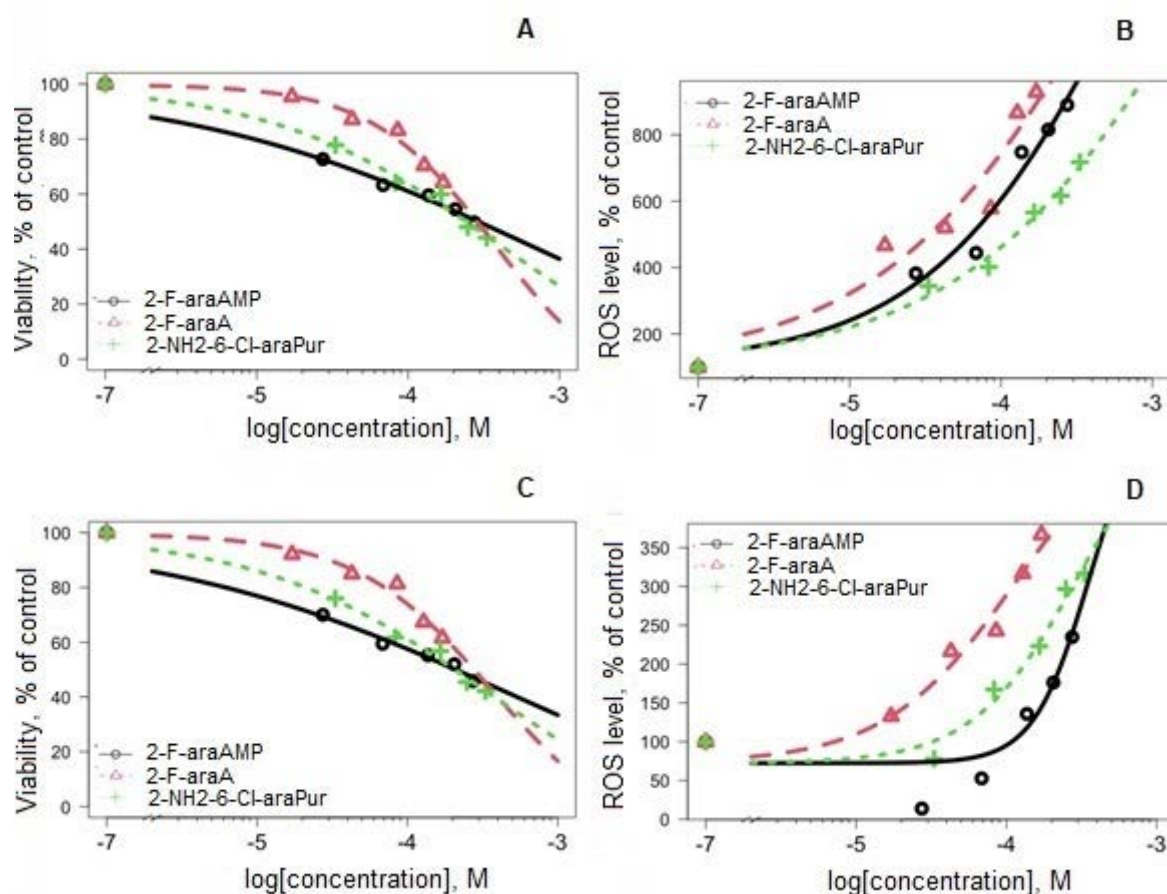 A
Viability, % of control
100
80
60
40
20
0
2-F-araAMP
2-F-araA
2-NH2-6-Cl-araPur
-7
-5
-4
-3
log[concentration], M
B
ROS level, % of control
800
600
400
200
2-F-araAMP
2-F-araA
2-NH2-6-Cl-araPur
-7
-5
-4
-3
log[concentration], M
C
Viability, % of control
100
80
60
40
20
0
2-F-araAMP
2-F-araA
2-NH2-6-Cl-araPur
-7
-5
-4
-3
log[concentration], M
D
ROS level, % of control
350
300
250
200
150
100
50
0
2-F-araAMP
2-F-araA
2-NH2-6-Cl-araPur
-7
-5
-4
-3
log[concentration], M